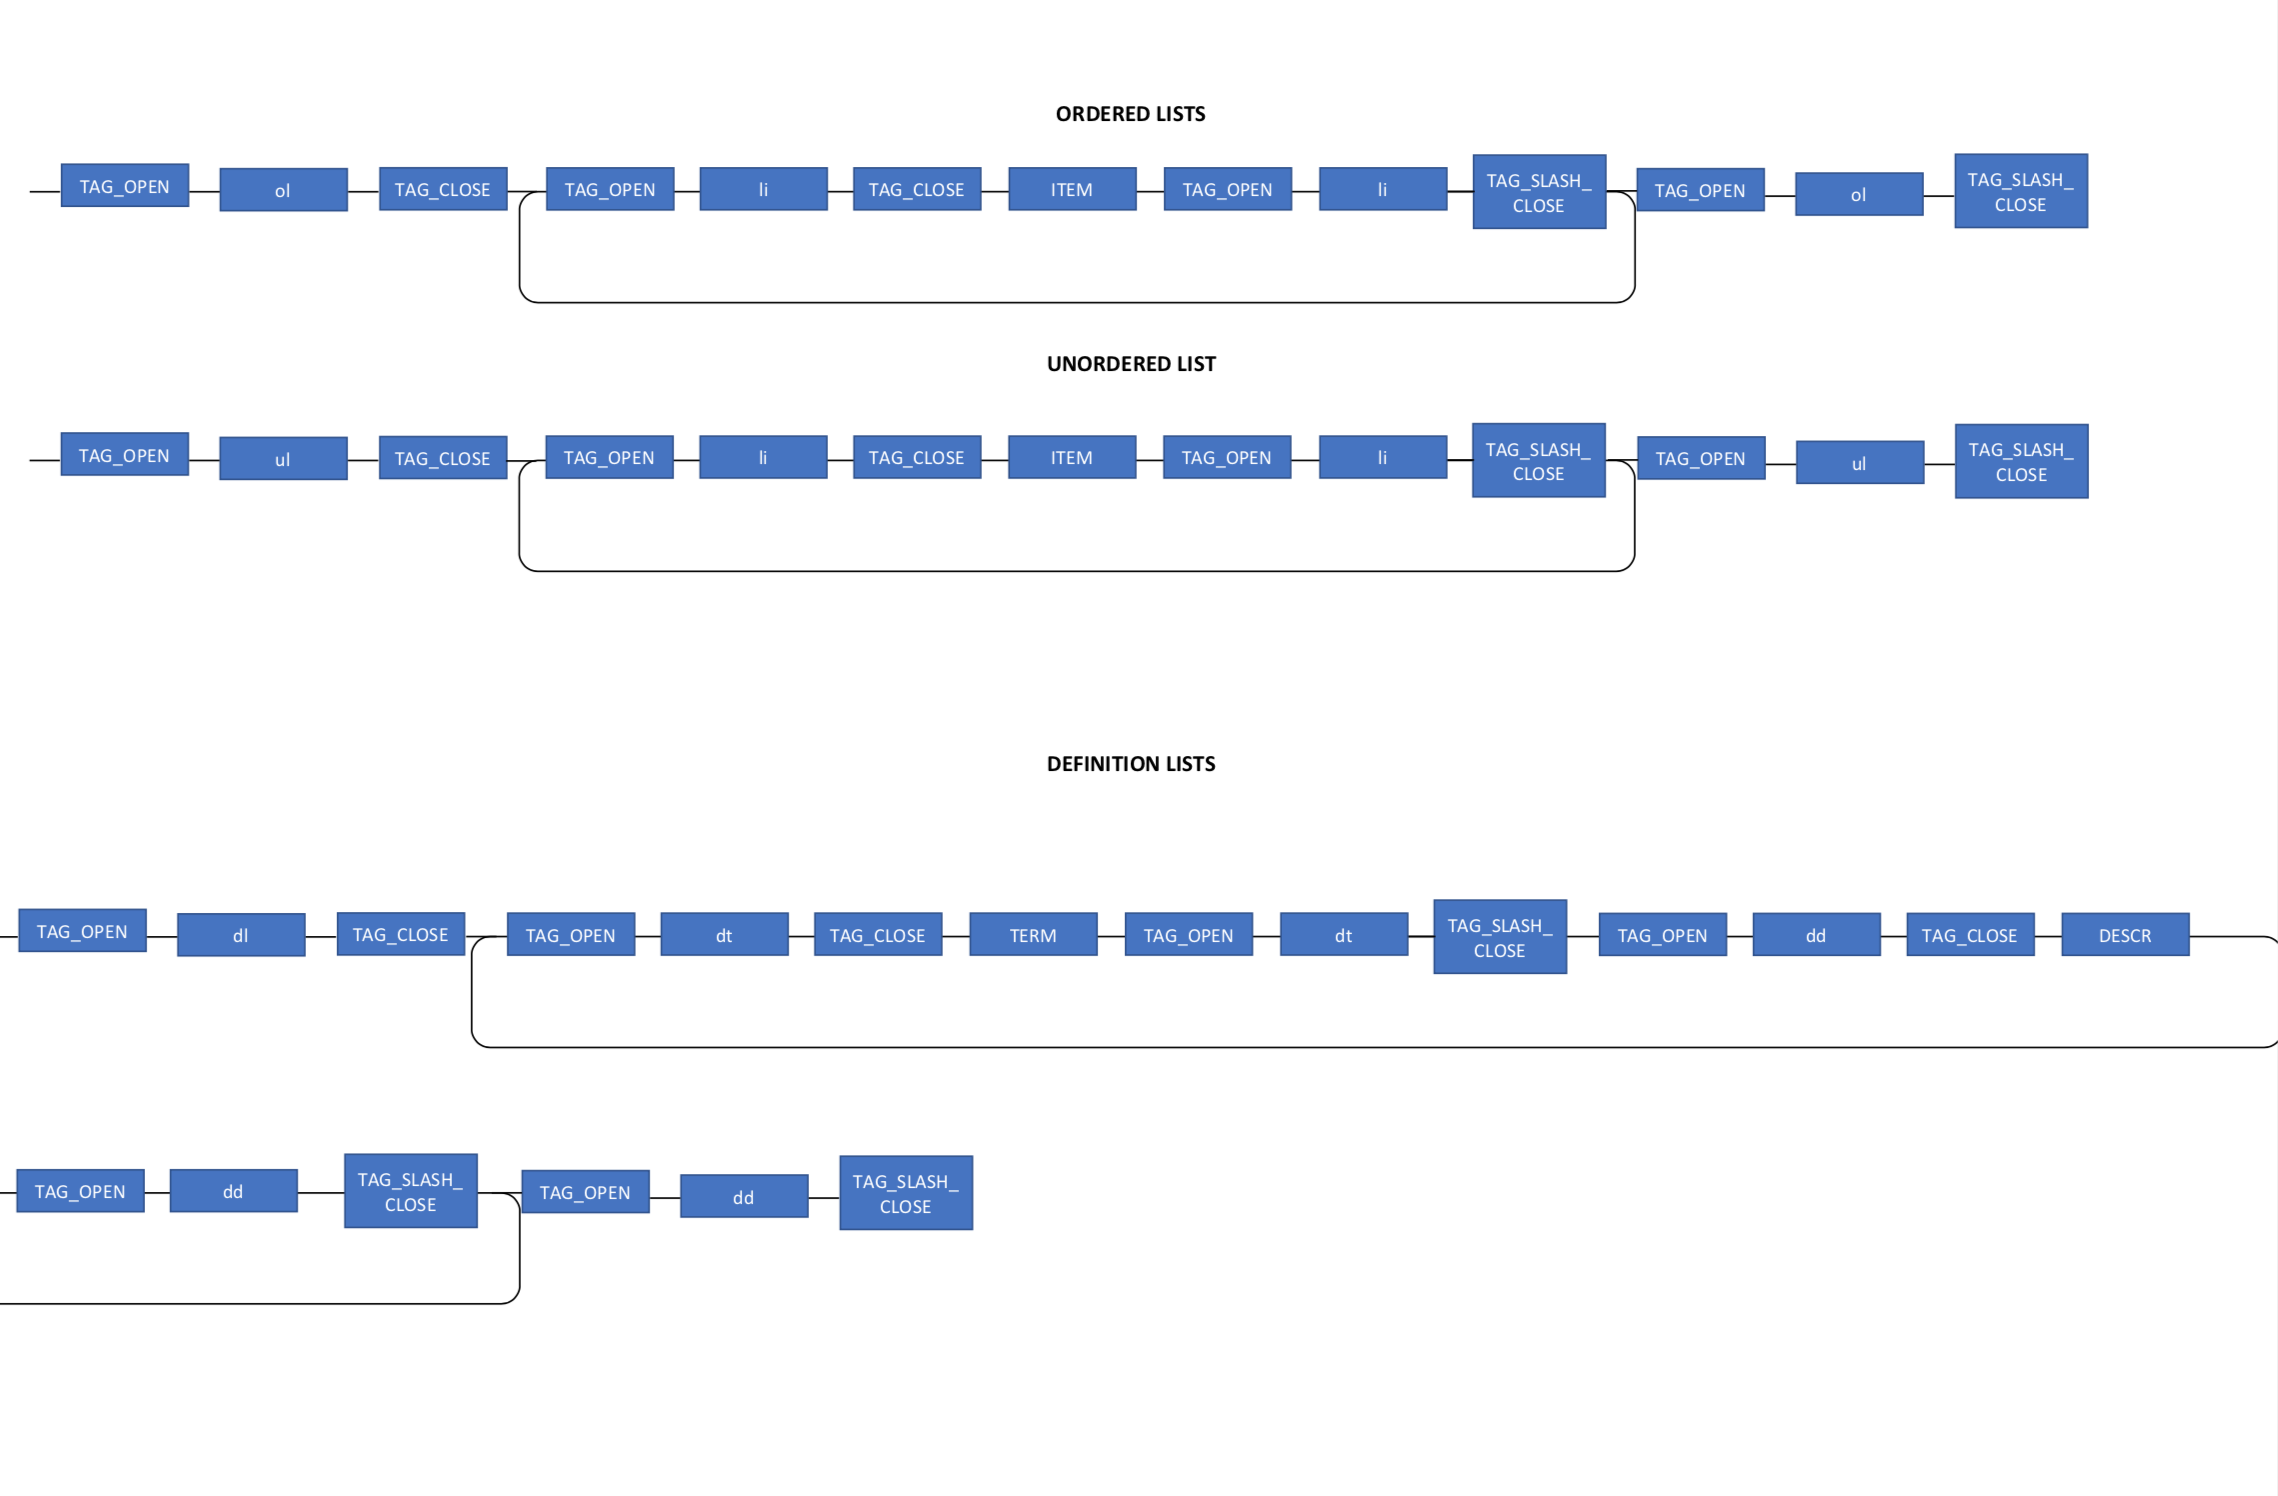 ORDERED LISTS
TAG_OPEN ol TAG_CLOSE TAG_OPEN li TAG_CLOSE ITEM TAG_OPEN li TAG_SLASH_
CLOSE TAG_OPEN ol TAG_SLASH_
CLOSE
UNORDERED LIST
TAG_OPEN ul TAG_CLOSE TAG_OPEN li TAG_CLOSE ITEM TAG_OPEN li TAG_SLASH_
CLOSE TAG_OPEN ul TAG_SLASH_
CLOSE
DEFINITION LISTS
TAG_OPEN dl TAG_CLOSE TAG_OPEN dt TAG_CLOSE TERM TAG_OPEN dt TAG_SLASH_
CLOSE TAG_OPEN dd TAG_CLOSE DESCR
TAG_OPEN dd TAG_SLASH_
CLOSE TAG_OPEN dd TAG_SLASH_
CLOSE